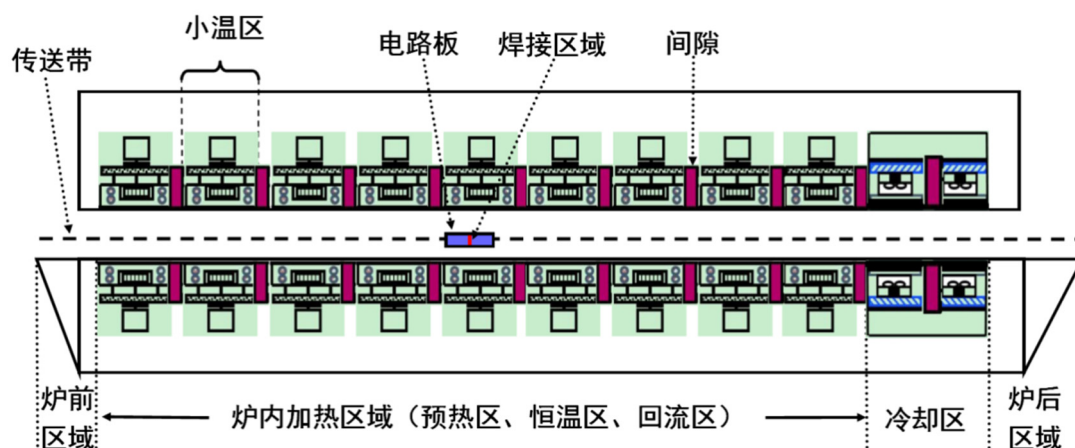 小温区
传送带
电路板
焊接区域
间隙
炉前
区域
炉内加热区域（预热区、恒温区、回流区）
冷却区
炉后
区域